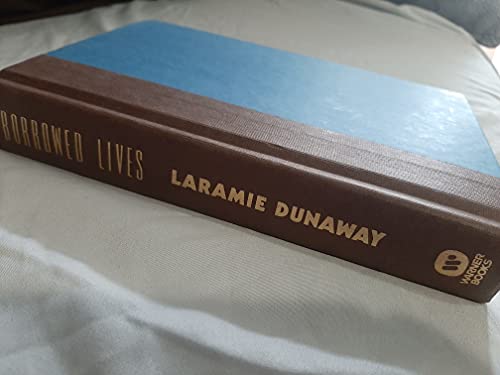 BORROWED LIVES
LARAMIE DUNAWAY
WARNER
BOOKS